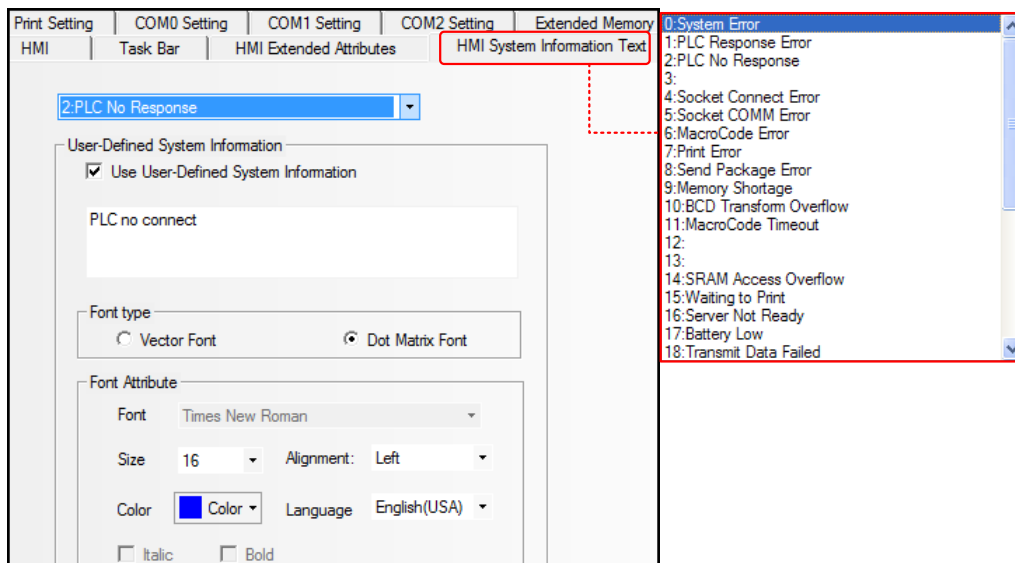 Print Setting COM0 Setting COM1 Setting COM2 Setting Extended Memory
HMI Task Bar HMI Extended Attributes HMI System Information Text
2:PLC No Response
User-Defined System Information
Use User-Defined System Information
PLC no connect
Font type
Vector Font Dot Matrix Font
Font Attribute
Font Times New Roman
Size 16 Alignment: Left
Color Color Language English(USA)
Italic Bold
0:System Error
1:PLC Response Error
2:PLC No Response
3:
4:Socket Connect Error
5:Socket COMM Error
6:MacroCode Error
7:Print Error
8:Send Package Error
9:Memory Shortage
10:BCD Transform Overflow
11:MacroCode Timeout
12:
13:
14:SRAM Access Overflow
15:Waiting to Print
16:Server Not Ready
17:Battery Low
18:Transmit Data Failed